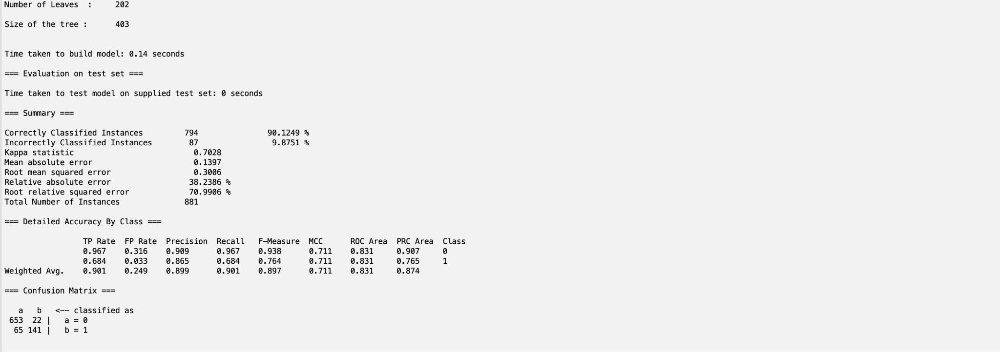 Number of Leaves  :     202
Size of the tree :      403
Time taken to build model: 0.14 seconds
=== Evaluation on test set ===
Time taken to test model on supplied test set: 0 seconds
=== Summary ===
Correctly Classified Instances         794               90.1249 %
Incorrectly Classified Instances        87                9.8751 %
Kappa statistic                          0.7028
Mean absolute error                      0.1397
Root mean squared error                  0.3006
Relative absolute error                 38.2386 %
Root relative squared error             70.9906 %
Total Number of Instances              881
=== Detailed Accuracy By Class ===
                 TP Rate  FP Rate  Precision  Recall   F-Measure  MCC      ROC Area  PRC Area  Class
                 0.967    0.316    0.909      0.967    0.938      0.711    0.831     0.907     0
                 0.684    0.033    0.865      0.684    0.764      0.711    0.831     0.765     1
Weighted Avg.    0.901    0.249    0.899      0.901    0.897      0.711    0.831     0.874
=== Confusion Matrix ===
   a   b   <-- classified as
 653  22 |   a = 0
  65 141 |   b = 1